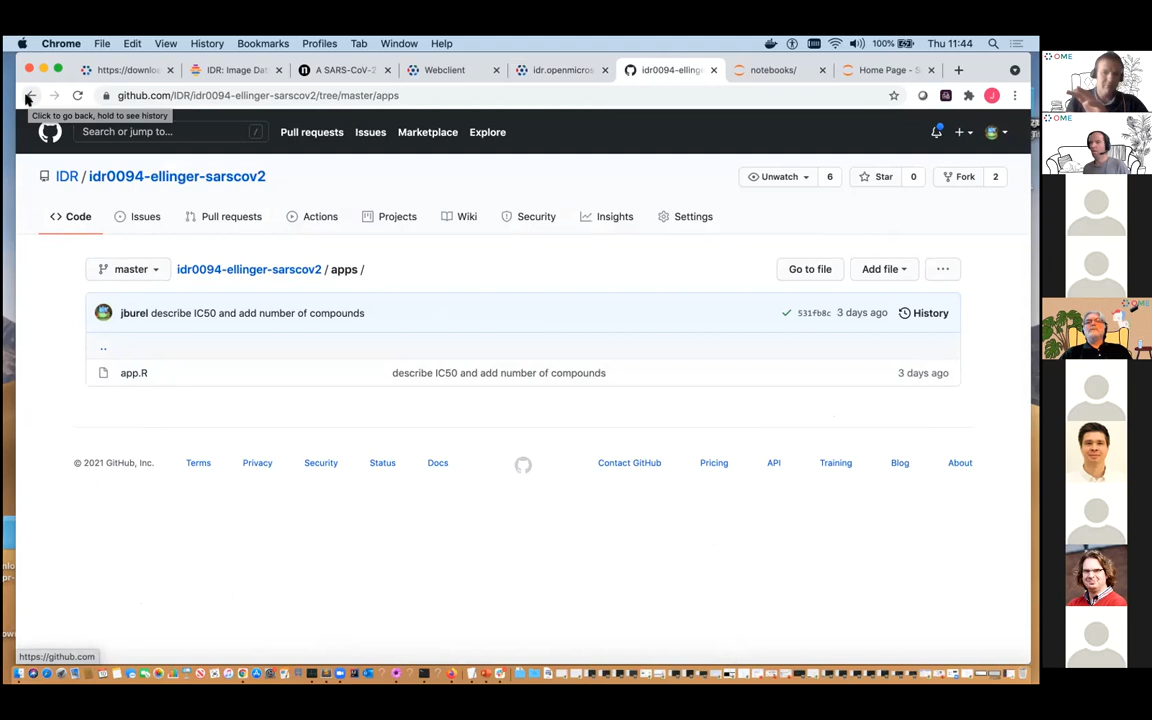 Chrome File Edit View History Bookmarks Profiles Tab Window Help 100% Thu 11:44
https://downlo IDR: Image Dat A SARS-CoV-2 Webclient idr.openmicros idr0094-elling notebooks/ Home Page - S
github.com/IDR/idr0094-ellinger-sarscov2/tree/master/apps J
Click to go back, hold to see history
Search or jump to... / Pull requests Issues Marketplace Explore
IDR / idr0094-ellinger-sarscov2 Unwatch 6 Star 0 Fork 2
Code Issues Pull requests Actions Projects Wiki Security Insights Settings
master idr0094-ellinger-sarscov2 / apps / Go to file Add file ...
jburel describe IC50 and add number of compounds 531fb8c 3 days ago History
..
app.R describe IC50 and add number of compounds 3 days ago
© 2021 GitHub, Inc. Terms Privacy Security Status Docs Contact GitHub Pricing API Training Blog About
https://github.com
OME
OME
OME